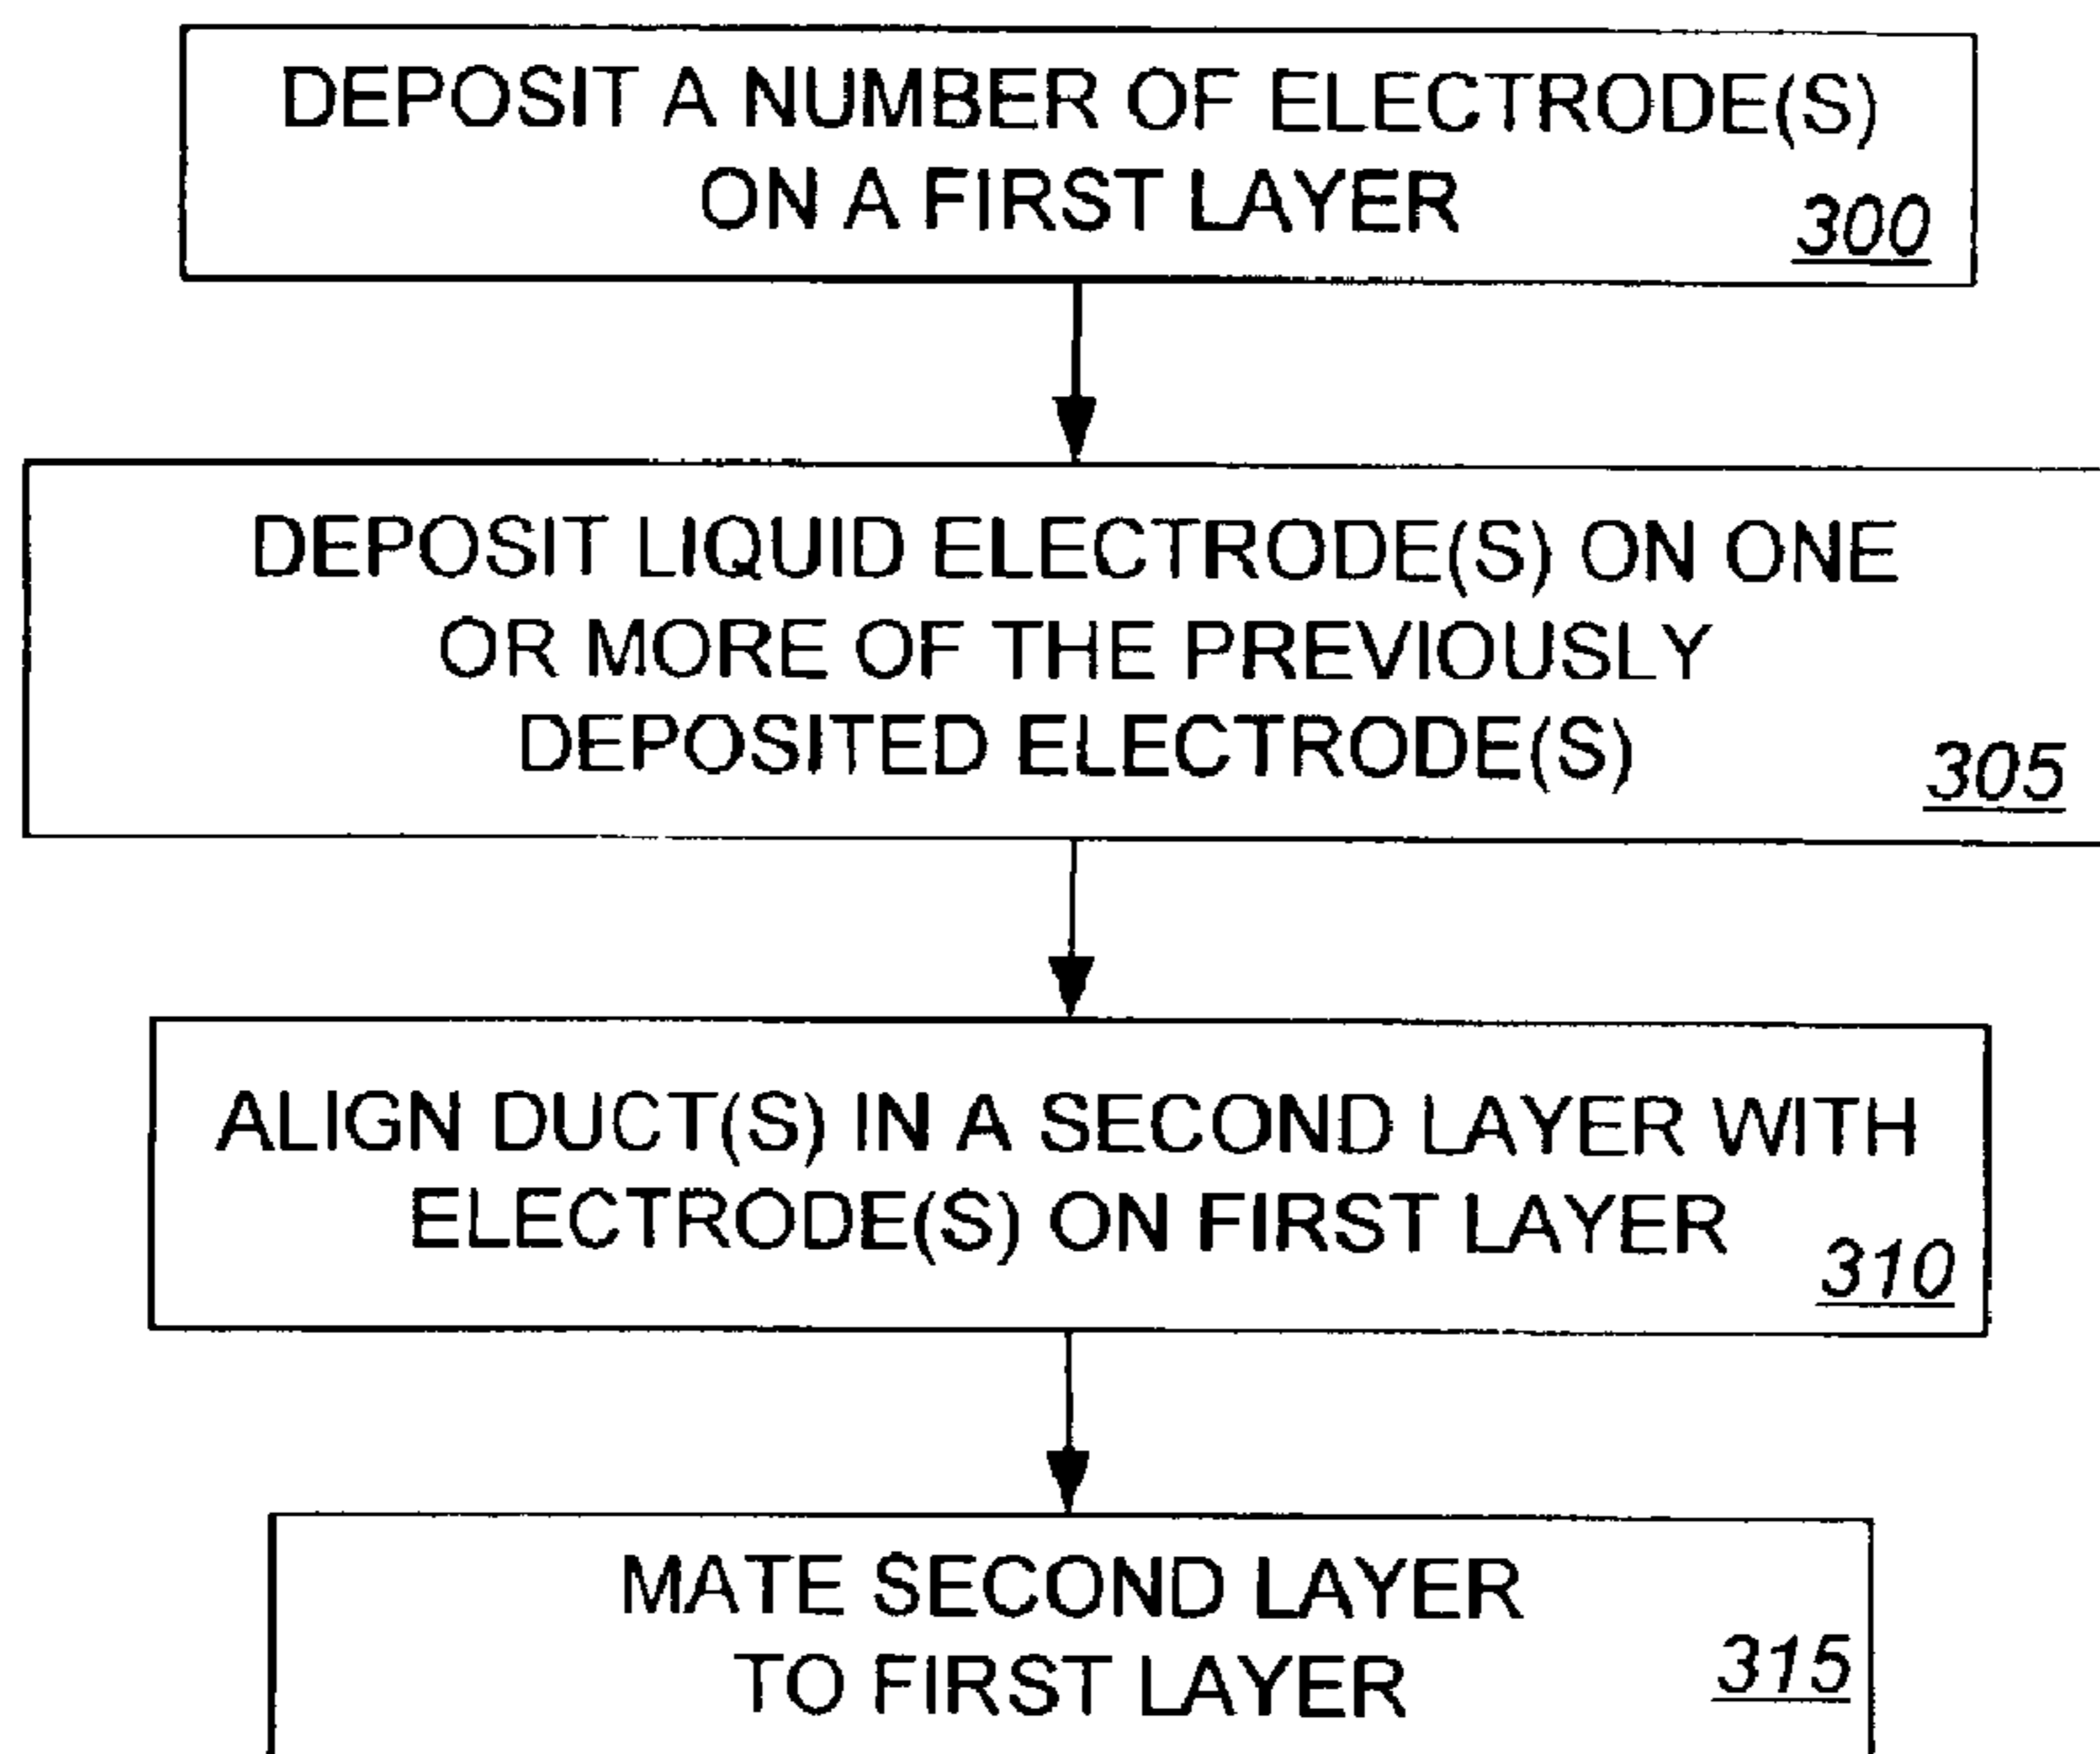 DEPOSIT A NUMBER OF ELECTRODE(S)
ON A FIRST LAYER
300
DEPOSIT LIQUID ELECTRODE(S) ON ONE
OR MORE OF THE PREVIOUSLY
DEPOSITED ELECTRODE(S)
305
ALIGN DUCT(S) IN A SECOND LAYER WITH
ELECTRODE(S) ON FIRST LAYER
310
MATE SECOND LAYER
TO FIRST LAYER
315